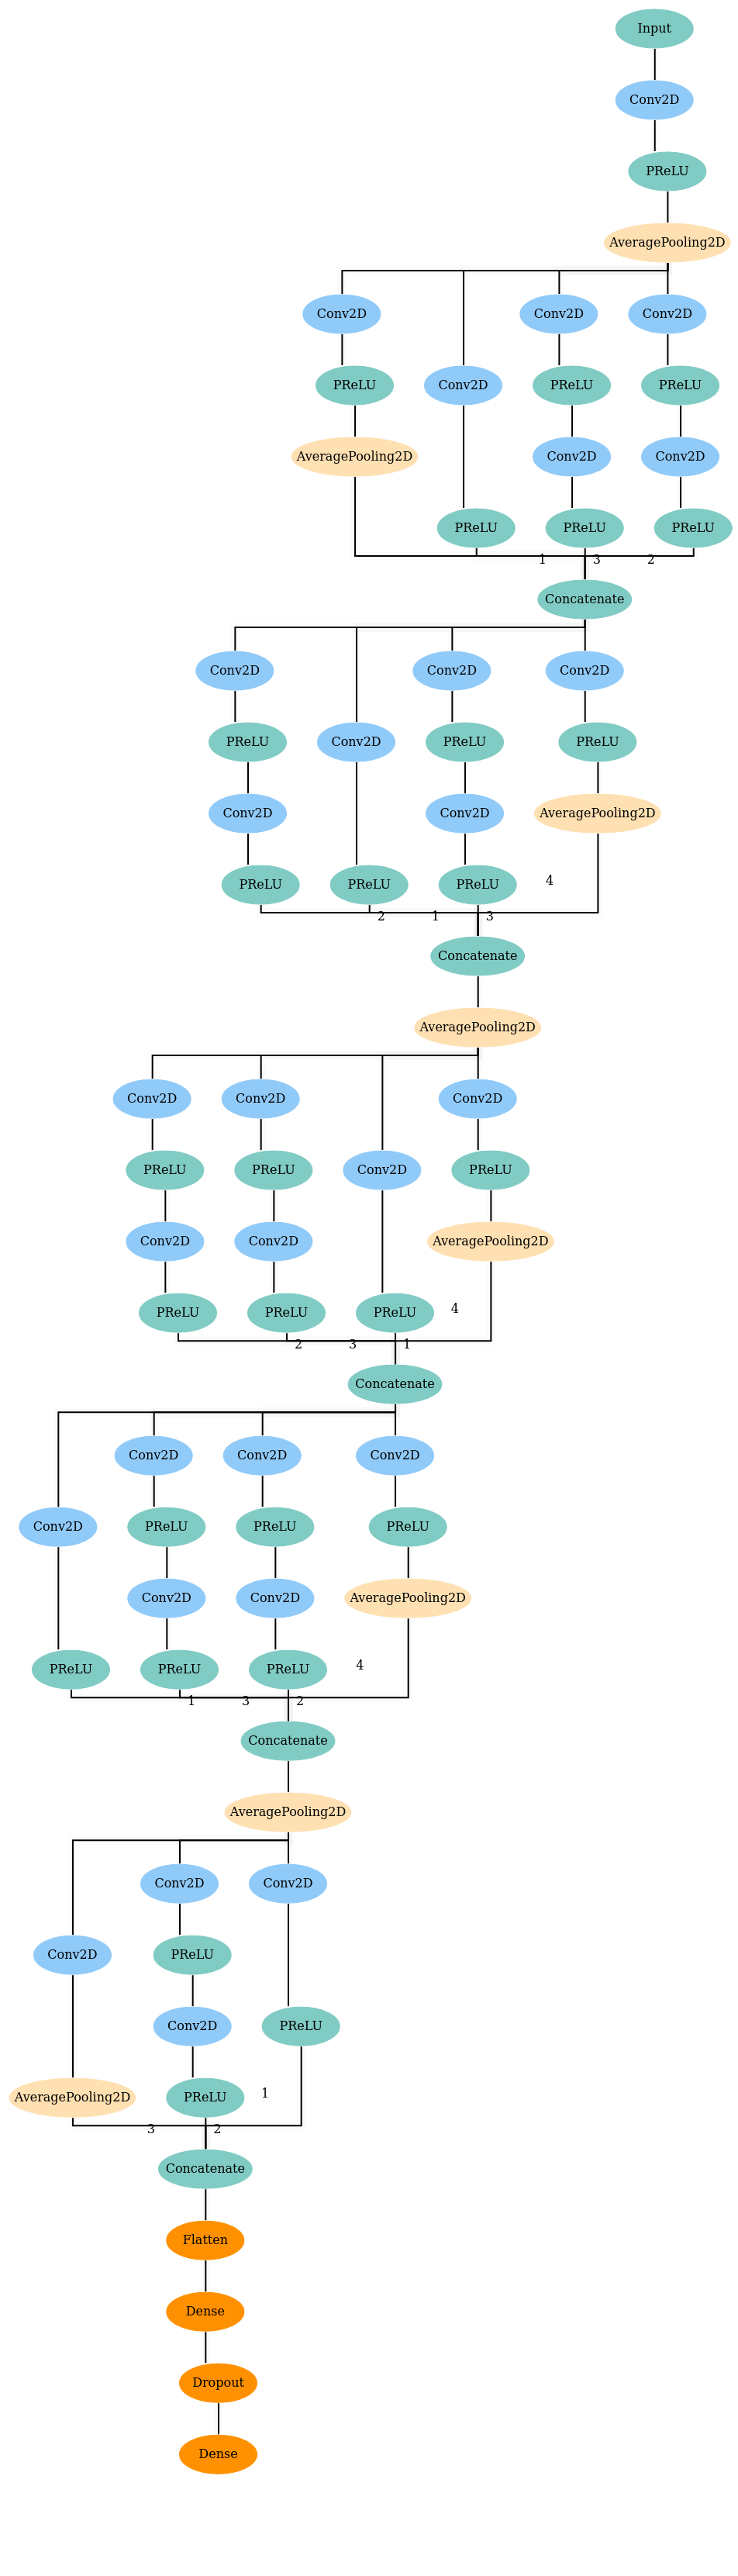 Input
Conv2D
PReLU
AveragePooling2D
Conv2D Conv2D Conv2D
PReLU Conv2D PReLU PReLU
AveragePooling2D Conv2D Conv2D
PReLU PReLU PReLU
1 3 2
Concatenate
Conv2D Conv2D Conv2D
PReLU Conv2D PReLU PReLU
Conv2D Conv2D AveragePooling2D
PReLU PReLU PReLU 4
2 1 3
Concatenate
AveragePooling2D
Conv2D Conv2D Conv2D
PReLU PReLU Conv2D PReLU
Conv2D Conv2D AveragePooling2D
PReLU PReLU PReLU 4
2 3 1
Concatenate
Conv2D Conv2D Conv2D
Conv2D PReLU PReLU PReLU
Conv2D Conv2D AveragePooling2D
PReLU PReLU PReLU 4
1 3 2
Concatenate
AveragePooling2D
Conv2D Conv2D
Conv2D PReLU
Conv2D PReLU
AveragePooling2D PReLU 1
3 2
Concatenate
Flatten
Dense
Dropout
Dense